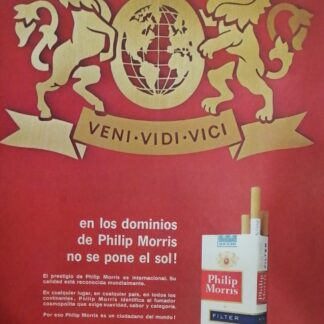 VENI·VIDI·VICI
en los dominios
de Philip Morris
no se pone el sol!
El prestigio de Philip Morris es internacional. Su
calidad está reconocida mundialmente.
En cualquier lugar, en cualquier país, en todos los
continentes, Philip Morris identifica al fumador
cosmopolita que exige suavidad, sabor y categoría.
Por eso Philip Morris es un ciudadano del mundo!
Philip
Morris
FILTER